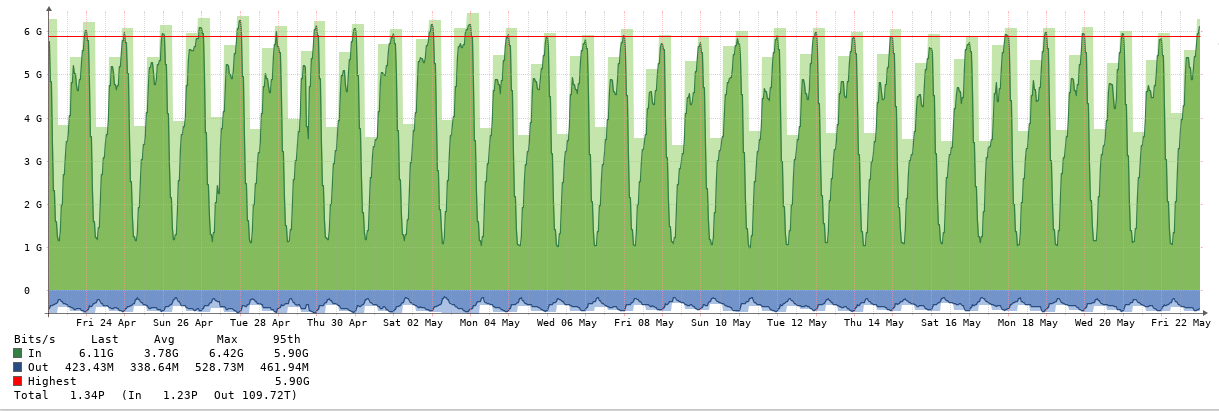 6 G
5 G
4 G
3 G
2 G
1 G
0
Fri 24 Apr Sun 26 Apr Tue 28 Apr Thu 30 Apr Sat 02 May Mon 04 May Wed 06 May Fri 08 May Sun 10 May Tue 12 May Thu 14 May Sat 16 May Mon 18 May Wed 20 May Fri 22 May
Bits/s Last Avg Max 95th
In 6.11G 3.78G 6.42G 5.90G
Out 423.43M 338.64M 528.73M 461.94M
Highest 5.90G
Total 1.34P (In 1.23P Out 109.72T)